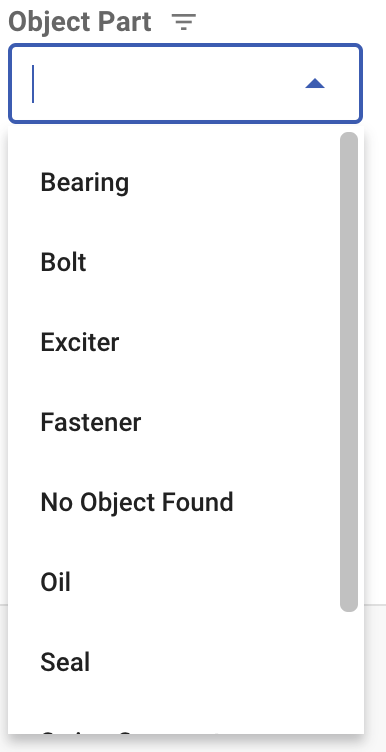 Object Part
Bearing
Bolt
Exciter
Fastener
No Object Found
Oil
Seal